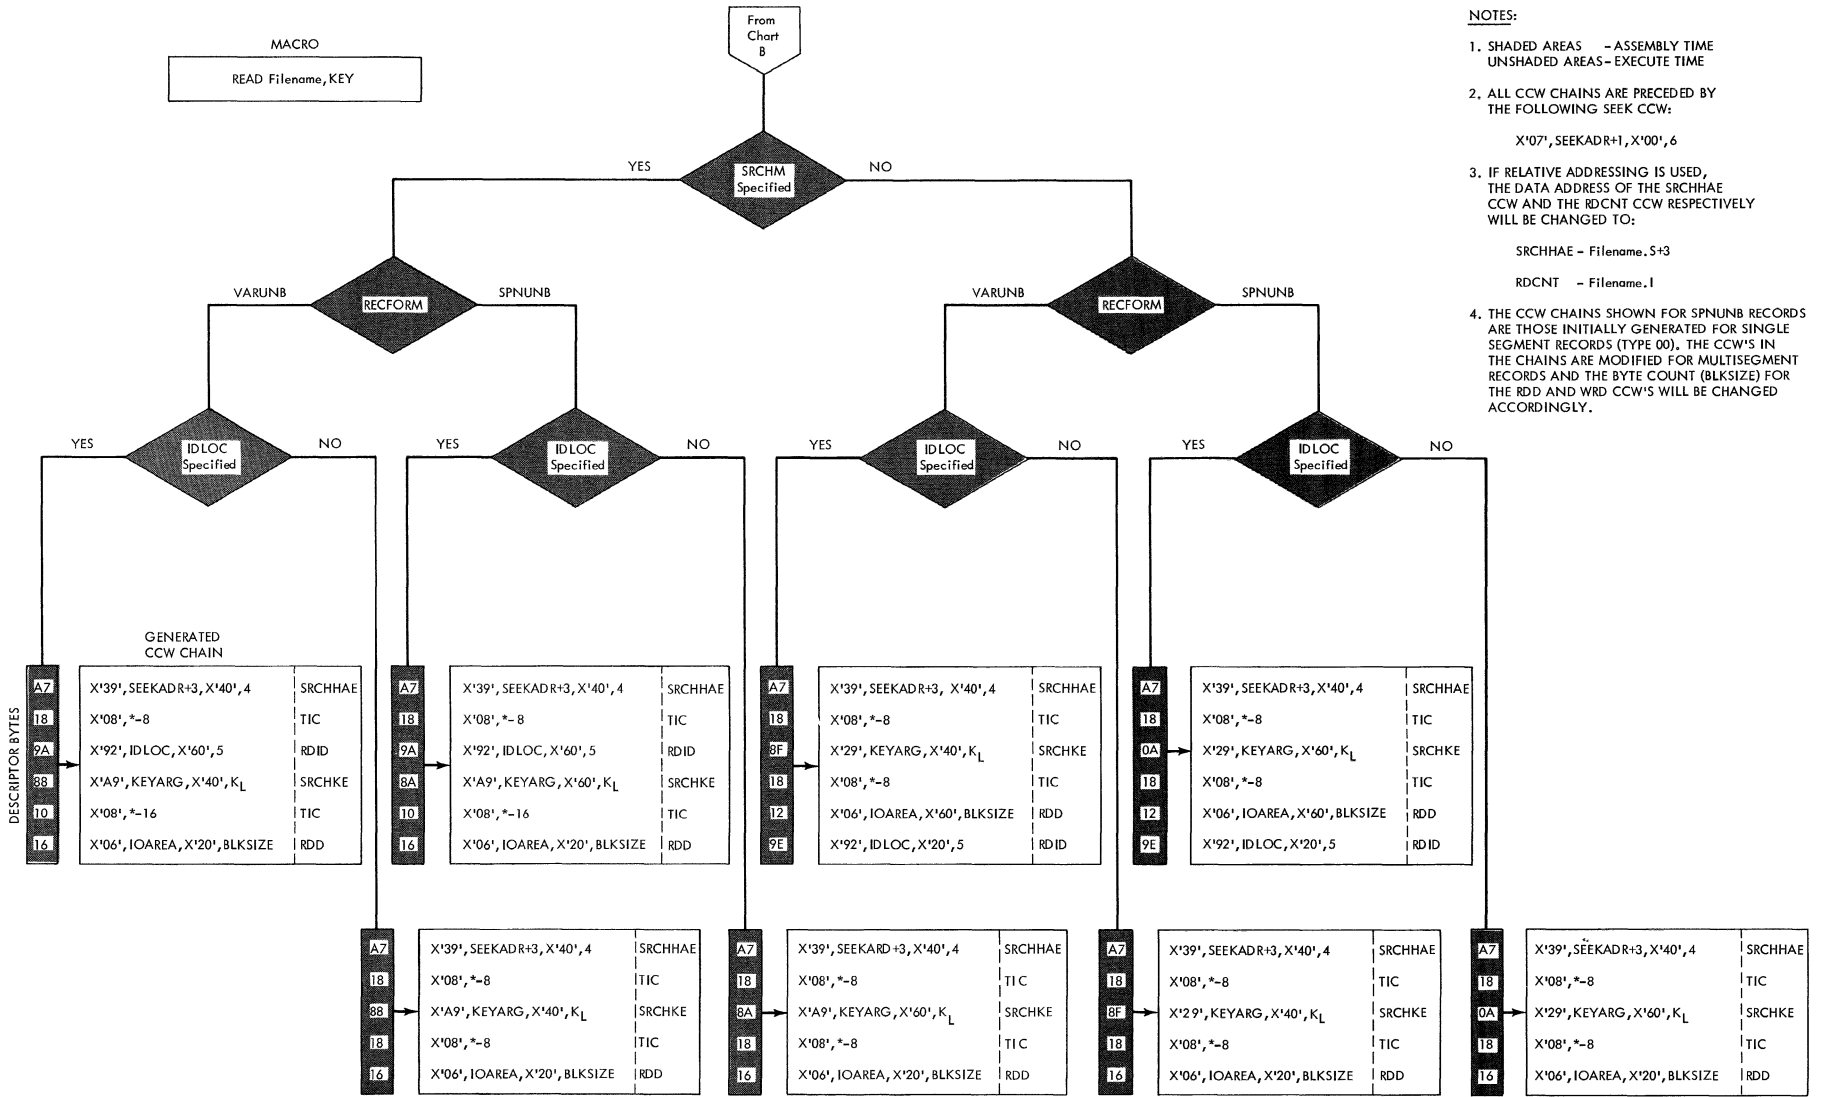 MACRO
READ Filename,KEY
From
Chart
B
NOTES:
1. SHADED AREAS – ASSEMBLY TIME
UNSHADED AREAS – EXECUTE TIME
2. ALL CCW CHAINS ARE PRECEDED BY
THE FOLLOWING SEEK CCW:
X'07',SEEKADR+1,X'00',6
3. IF RELATIVE ADDRESSING IS USED,
THE DATA ADDRESS OF THE SRCHHAE
CCW AND THE RDCNT CCW RESPECTIVELY
WILL BE CHANGED TO:
SRCHHAE – Filename.S+3
RDCNT – Filename.I
4. THE CCW CHAINS SHOWN FOR SPNUNB RECORDS
ARE THOSE INITIALLY GENERATED FOR SINGLE
SEGMENT RECORDS (TYPE 00). THE CCW'S IN
THE CHAINS ARE MODIFIED FOR MULTISEGMENT
RECORDS AND THE BYTE COUNT (BLKSIZE) FOR
THE RDD AND WRD CCW'S WILL BE CHANGED
ACCORDINGLY.
YES
SRCHM
Specified
NO
VARUNB
RECFORM
SPNUNB
VARUNB
RECFORM
SPNUNB
YES
IDLOC
Specified
NO
YES
IDLOC
Specified
NO
YES
IDLOC
Specified
NO
YES
IDLOC
Specified
NO
GENERATED
CCW CHAIN
DESCRIPTOR BYTES
A7 X'39',SEEKADR+3,X'40',4 SRCHHAE
18 X'08',*-8 TIC
9A X'92',IDLOC,X'60',5 RDID
88 X'A9',KEYARG,X'40',KL SRCHKE
10 X'08',*-16 TIC
16 X'06',IOAREA,X'20',BLKSIZE RDD
A7 X'39',SEEKADR+3,X'40',4 SRCHHAE
18 X'08',*-8 TIC
9A X'92',IDLOC,X'60',5 RDID
8A X'A9',KEYARG,X'60',KL SRCHKE
10 X'08',*-16 TIC
16 X'06',IOAREA,X'20',BLKSIZE RDD
A7 X'39',SEEKADR+3, X'40',4 SRCHHAE
18 X'08',*-8 TIC
8F X'29',KEYARG,X'40',KL SRCHKE
18 X'08',*-8 TIC
12 X'06',IOAREA,X'60',BLKSIZE RDD
9E X'92',IDLOC,X'20',5 RDID
A7 X'39',SEEKADR+3,X'40',4 SRCHHAE
18 X'08',*-8 TIC
0A X'29',KEYARG,X'60',KL SRCHKE
18 X'08',*-8 TIC
12 X'06',IOAREA,X'60',BLKSIZE RDD
9E X'92',IDLOC,X'20',5 RDID
A7 X'39',SEEKADR+3,X'40',4 SRCHHAE
18 X'08',*-8 TIC
88 X'A9',KEYARG,X'40',KL SRCHKE
18 X'08',*-8 TIC
16 X'06',IOAREA,X'20',BLKSIZE RDD
A7 X'39',SEEKARD+3,X'40',4 SRCHHAE
18 X'08',*-8 TIC
8A X'A9',KEYARG,X'60',KL SRCHKE
18 X'08',*-8 TIC
16 X'06',IOAREA,X'20',BLKSIZE RDD
A7 X'39',SEEKADR+3,X'40',4 SRCHHAE
18 X'08',*-8 TIC
8F X'29',KEYARG,X'40',KL SRCHKE
18 X'08',*-8 TIC
16 X'06',IOAREA,X'20',BLKSIZE RDD
A7 X'39',SEEKADR+3,X'40',4 SRCHHAE
18 X'08',*-8 TIC
0A X'29',KEYARG,X'60',KL SRCHKE
18 X'08',*-8 TIC
16 X'06',IOAREA,X'20',BLKSIZE RDD